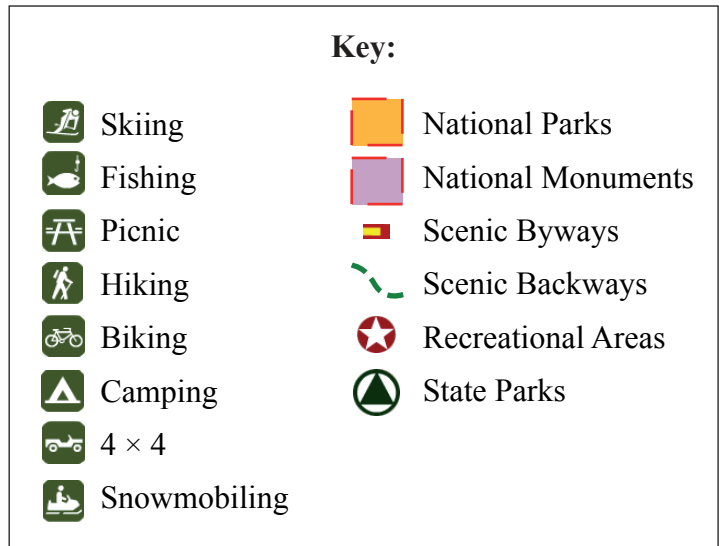 Key:
Skiing
Fishing
Picnic
Hiking
Biking
Camping
4 × 4
Snowmobiling
National Parks
National Monuments
Scenic Byways
Scenic Backways
Recreational Areas
State Parks